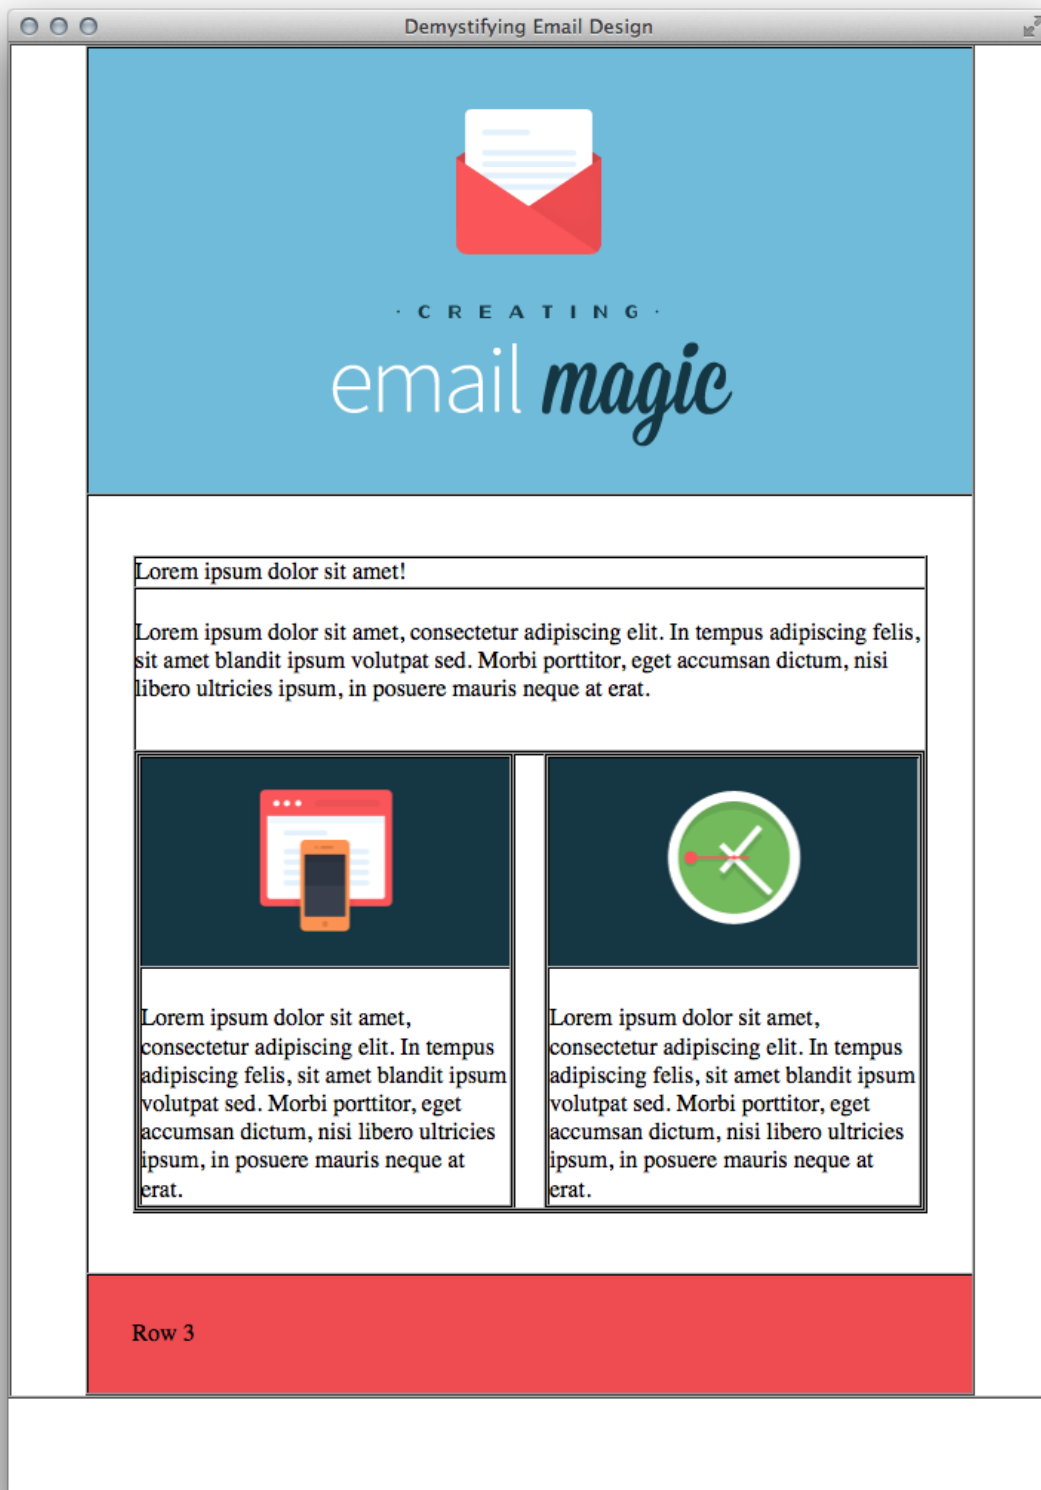 Demystifying Email Design
· CREATING ·
email magic
Lorem ipsum dolor sit amet!
Lorem ipsum dolor sit amet, consectetur adipiscing elit. In tempus adipiscing felis,
sit amet blandit ipsum volutpat sed. Morbi porttitor, eget accumsan dictum, nisi
libero ultricies ipsum, in posuere mauris neque at erat.
Lorem ipsum dolor sit amet,
consectetur adipiscing elit. In tempus
adipiscing felis, sit amet blandit ipsum
volutpat sed. Morbi porttitor, eget
accumsan dictum, nisi libero ultricies
ipsum, in posuere mauris neque at
erat.
Lorem ipsum dolor sit amet,
consectetur adipiscing elit. In tempus
adipiscing felis, sit amet blandit ipsum
volutpat sed. Morbi porttitor, eget
accumsan dictum, nisi libero ultricies
ipsum, in posuere mauris neque at
erat.
Row 3